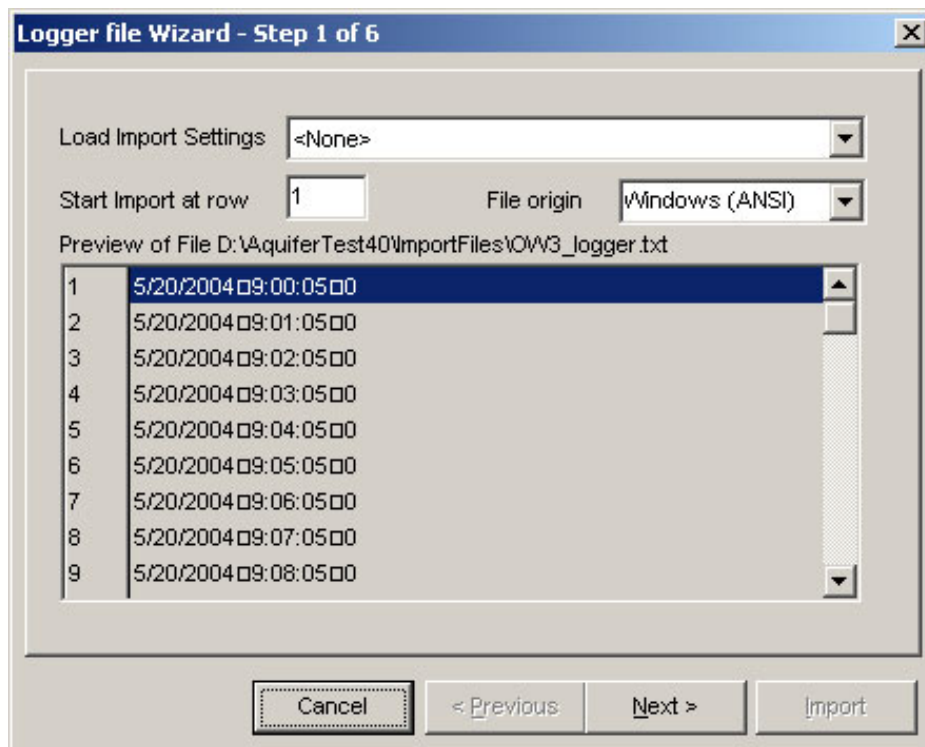 Logger file Wizard - Step 1 of 6
Load Import Settings <None>
Start Import at row 1 File origin Windows (ANSI)
Preview of File D:\AquiferTest40\ImportFiles\OW3_logger.txt
1 5/20/2004□9:00:05□0
2 5/20/2004□9:01:05□0
3 5/20/2004□9:02:05□0
4 5/20/2004□9:03:05□0
5 5/20/2004□9:04:05□0
6 5/20/2004□9:05:05□0
7 5/20/2004□9:06:05□0
8 5/20/2004□9:07:05□0
9 5/20/2004□9:08:05□0
Cancel < Previous Next > Import